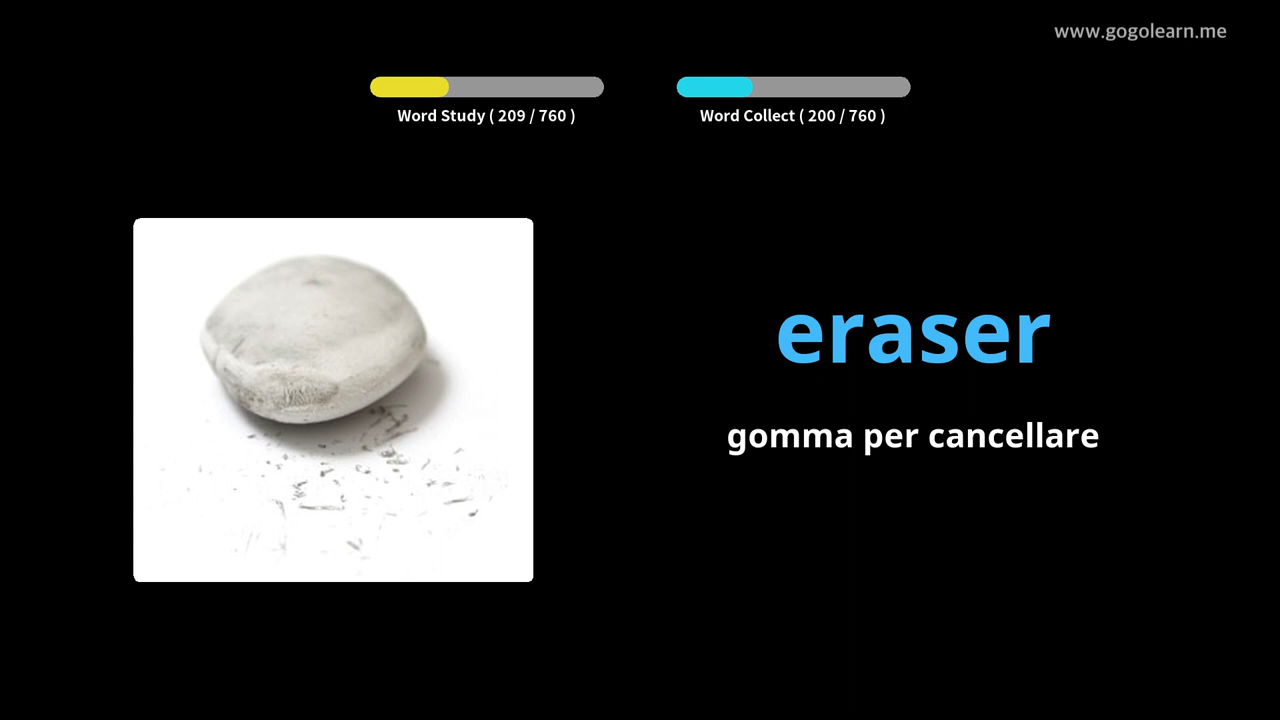 www.gogolearn.me
Word Study ( 209 / 760 )
Word Collect ( 200 / 760 )
eraser
gomma per cancellare